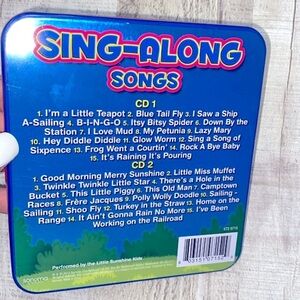 SING-ALONG
SONGS
CD 1
1. I'm a Little Teapot 2. Blue Tail Fly 3. I Saw a Ship
A-Sailing 4. B-I-N-G-O 5. Itsy Bitsy Spider 6. Down By the
Station 7. I Love Mud 8. My Petunia 9. Lazy Mary
10. Hey Diddle Diddle 11. Glow Worm 12. Sing a Song of
Sixpence 13. Frog Went a Courtin' 14. Rock A Bye Baby
15. It's Raining It's Pouring
CD 2
1. Good Morning Merry Sunshine 2. Little Miss Muffet
3. Twinkle Twinkle Little Star 4. There's a Hole in the
Bucket 5. This Little Piggy 6. This Old Man 7. Camptown
Races 8. Frère Jacques 9. Polly Wolly Doodle 10. Sailing -
Sailing 11. Shoo Fly 12. Turkey in the Straw 13. Home on the
Range 14. It Ain't Gonna Rain No More 15. I've Been
Working on the Railroad
Performed by the Little Sunshine Kids
sonoma